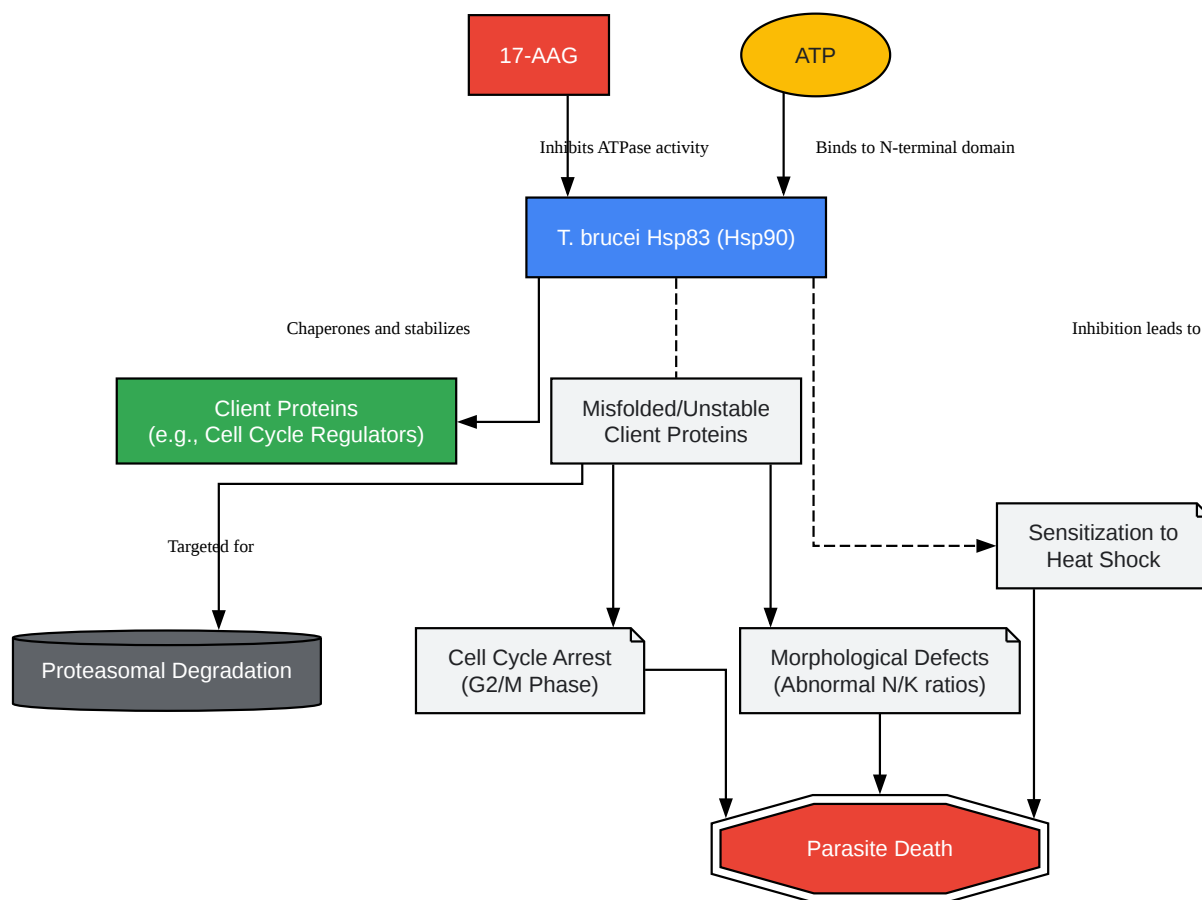 17-AAG
ATP
Inhibits ATPase activity
Binds to N-terminal domain
T. brucei Hsp83 (Hsp90)
Chaperones and stabilizes
Inhibition leads to
Client Proteins
(e.g., Cell Cycle Regulators)
Misfolded/Unstable
Client Proteins
Sensitization to
Heat Shock
Targeted for
Proteasomal Degradation
Cell Cycle Arrest
(G2/M Phase)
Morphological Defects
(Abnormal N/K ratios)
Parasite Death